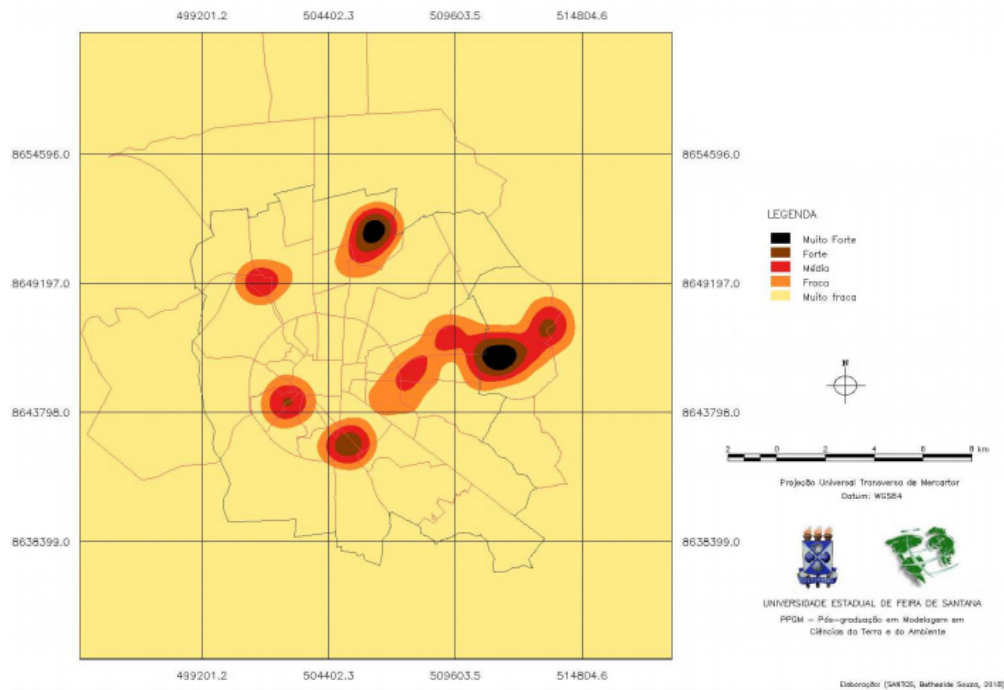 499201.2 504402.3 509603.5 514804.6
8654596.0 8654596.0
LEGENDA
Muito Forte
Forte
Média
Fraca
Muito fraca
8649197.0 8649197.0
N
8643798.0 8643798.0
2 0 2 4 6 8 km
Projeção Universal Transversa de Mercartor
Datum: WGS84
8638399.0 8638399.0
UNIVERSIDADE ESTADUAL DE FEIRA DE SANTANA
PPGM – Pós-graduação em Modelagem em
Ciências da Terra e do Ambiente
499201.2 504402.3 509603.5 514804.6
Elaboração: (SANTOS, Betheside Souza, 2018)